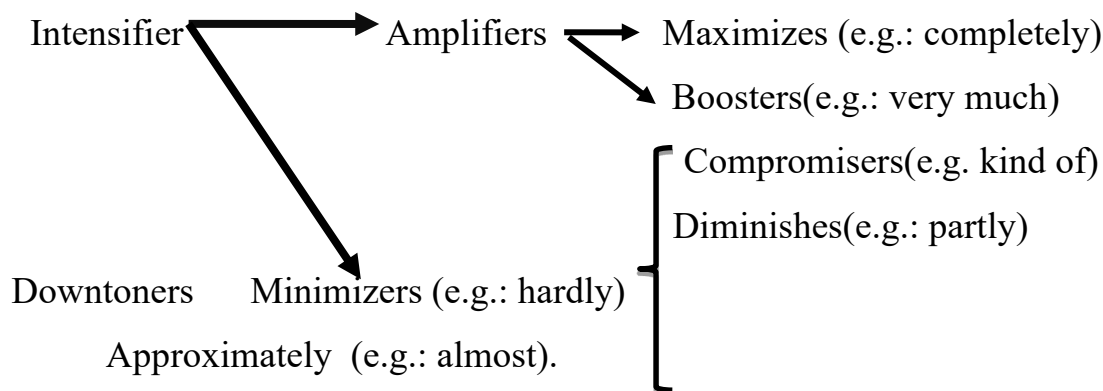 Intensifier Amplifiers Maximizes (e.g.: completely)
Boosters(e.g.: very much)
Compromisers(e.g. kind of)
Diminishes(e.g.: partly)
Downtoners Minimizers (e.g.: hardly)
Approximately (e.g.: almost).